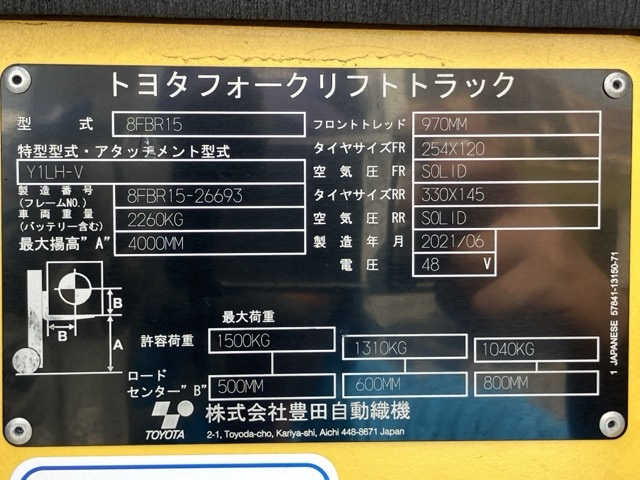 トヨタフォークリフトトラック
型 式 8FBR15
特型型式・アタッチメント型式
Y1LH-V
製造番号 (フレームNO.) 8FBR15-26693
車両重量 (バッテリー含む) 2260KG
最大揚高"A" 4000MM
フロントトレッド 970MM
タイヤサイズFR 254X120
空気圧FR SOLID
タイヤサイズRR 330X145
空気圧RR SOLID
製造年月 2021/06
電圧 48 V
B
B
A
最大荷重
許容荷重 1500KG 1310KG 1040KG
ロード
センター"B" 500MM 600MM 800MM
TOYOTA 株式会社豊田自動織機
2-1, Toyoda-cho, Kariya-shi, Aichi 448-8671 Japan
1 JAPANESE 57841-13150-71